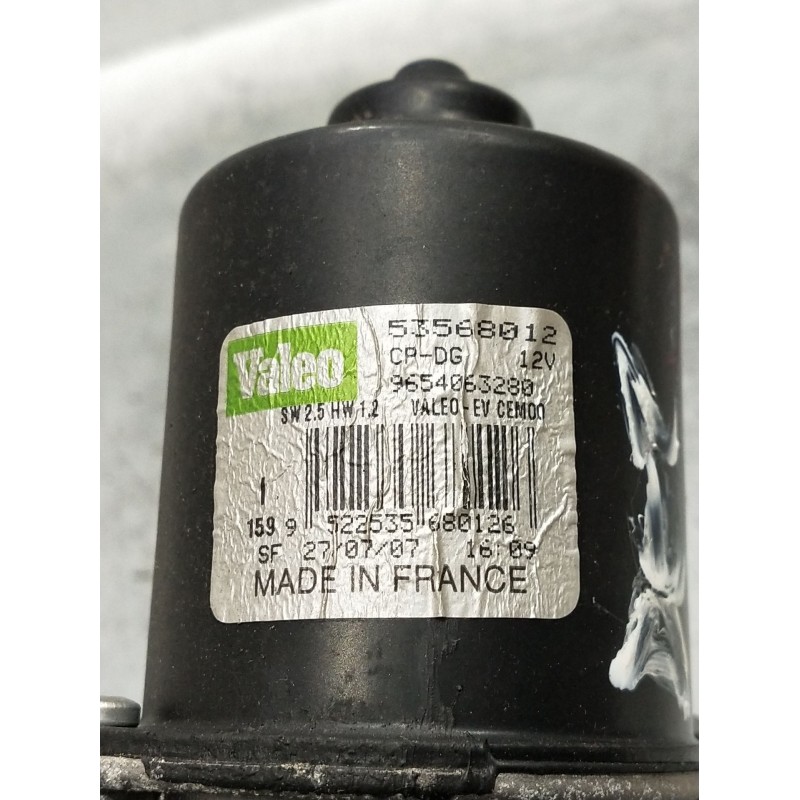 Valeo
53568012
CP-DG 12V
9654063280
SW 2.5 HW 1.2 VALEO-EV CEM00
I
159 9 522535 680126
SF 27/07/07 16:09
MADE IN FRANCE